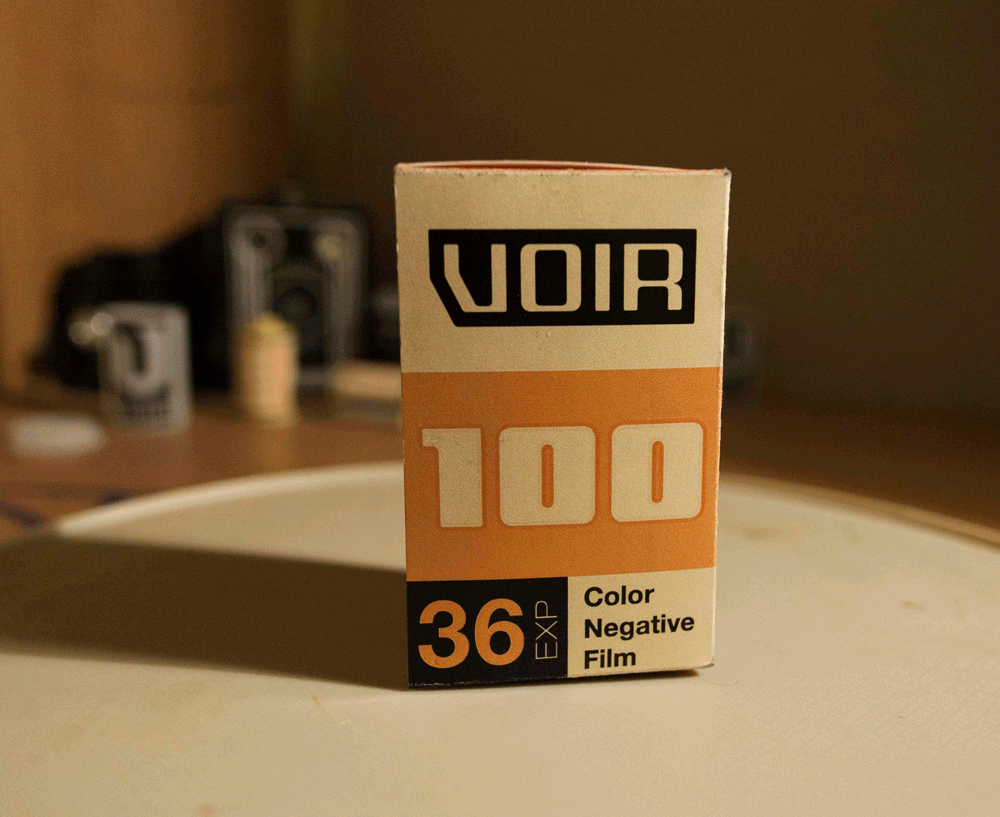 VOIR
100
36 EXP
Color
Negative
Film